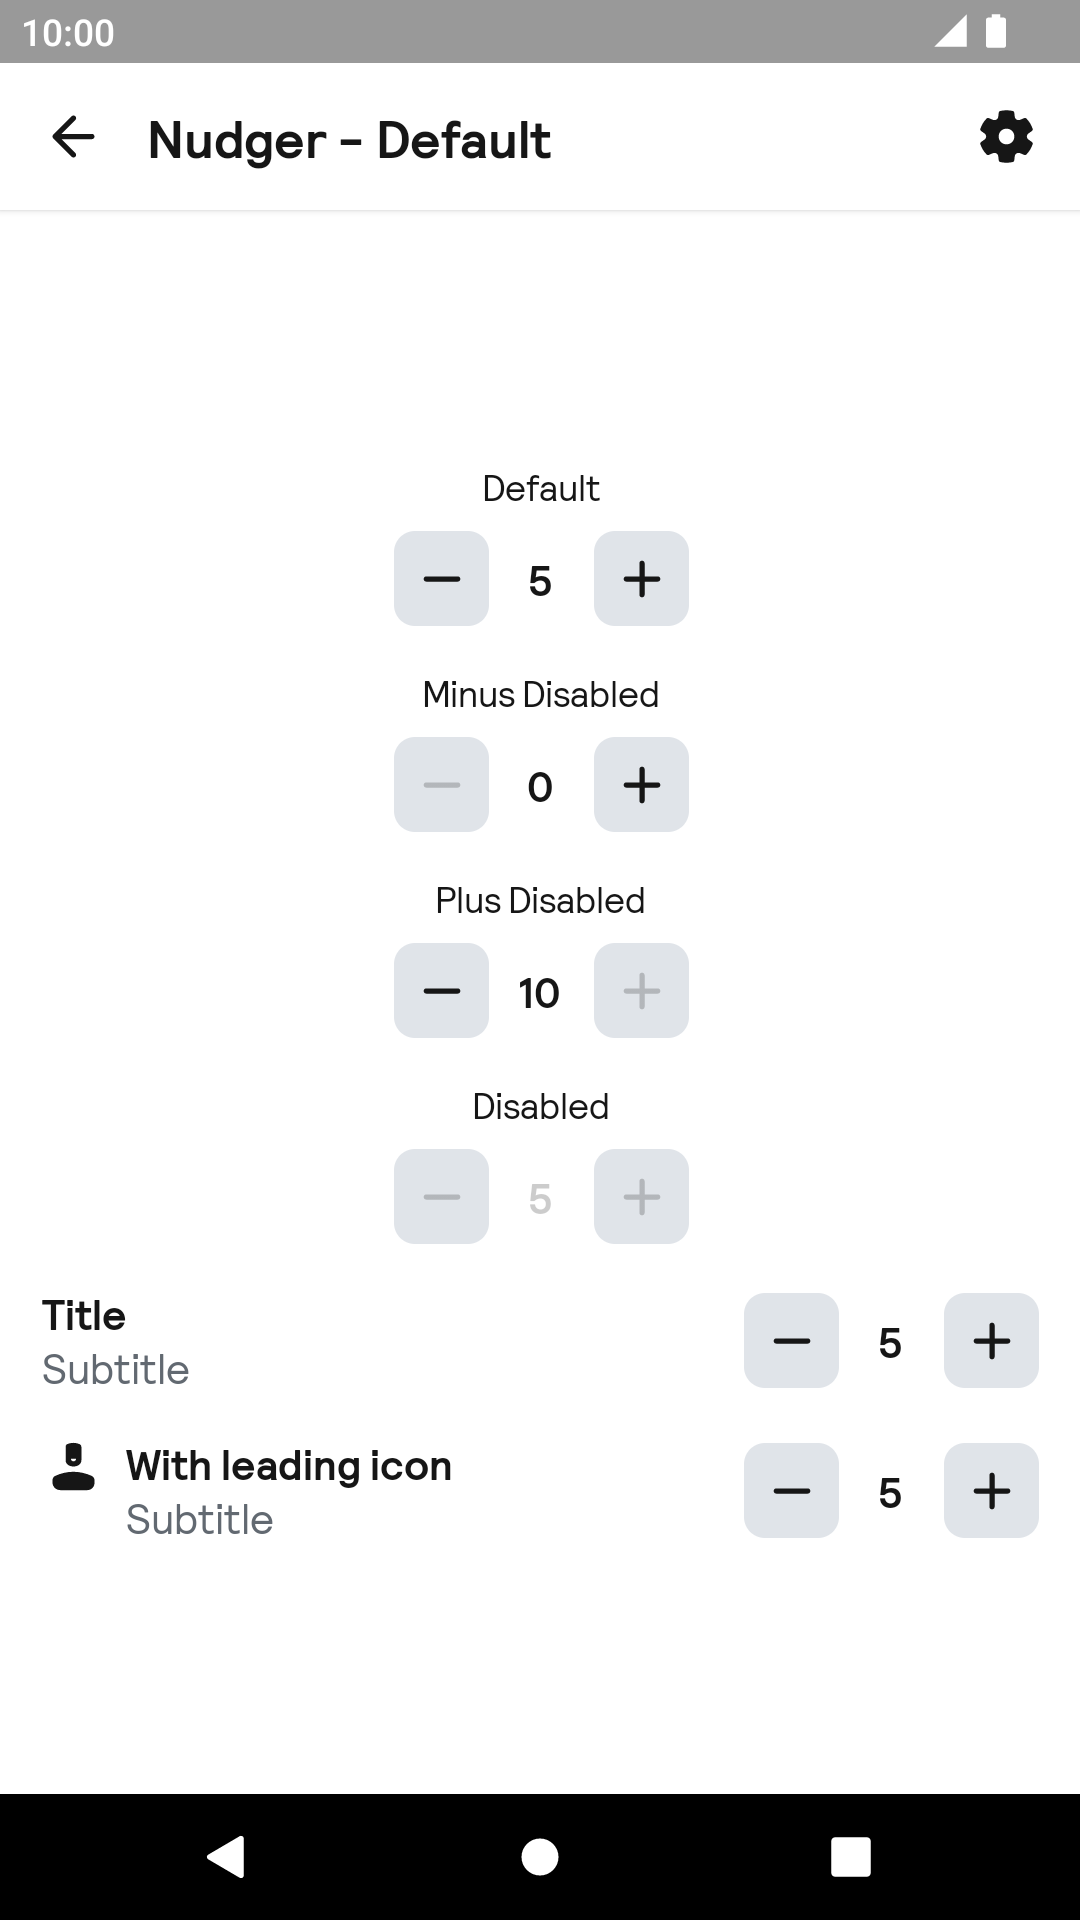 10:00
Nudger - Default
Default
5
Minus Disabled
0
Plus Disabled
10
Disabled
5
Title
Subtitle
5
With leading icon
Subtitle
5